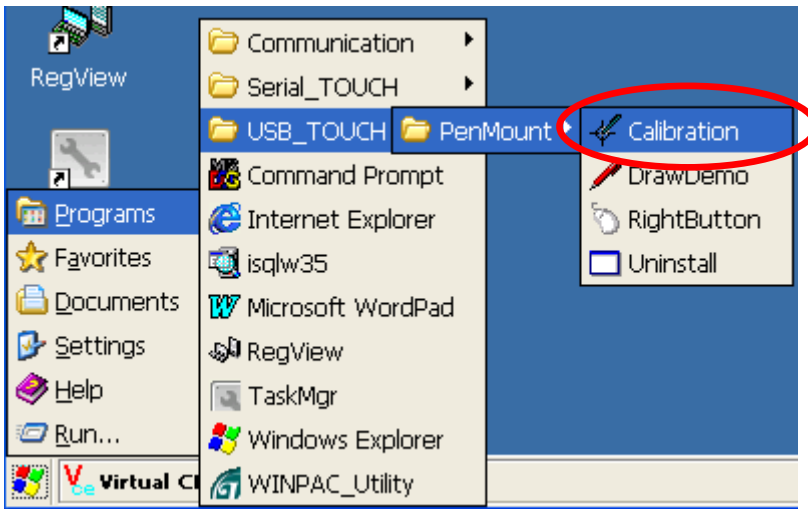 RegView
Programs
Favorites
Documents
Settings
Help
Run...
Communication
Serial_TOUCH
USB_TOUCH
Command Prompt
Internet Explorer
isqlw35
Microsoft WordPad
RegView
TaskMgr
Windows Explorer
WINPAC_Utility
PenMount
Calibration
DrawDemo
RightButton
Uninstall
Virtual